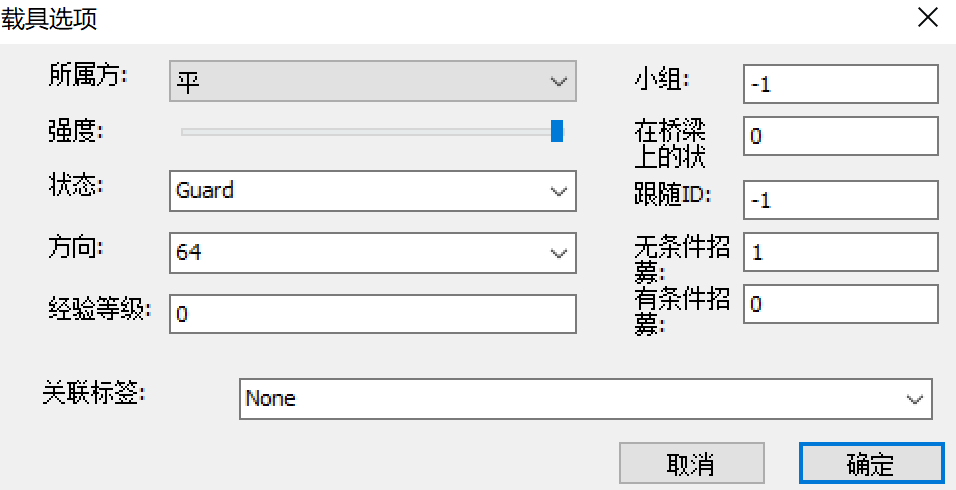 载具选项
所属方:
平
强度:
状态:
Guard
方向:
64
经验等级:
0
小组:
-1
在桥梁
上的状
0
跟随ID:
-1
无条件招
募:
1
有条件招
募:
0
关联标签:
None
取消
确定